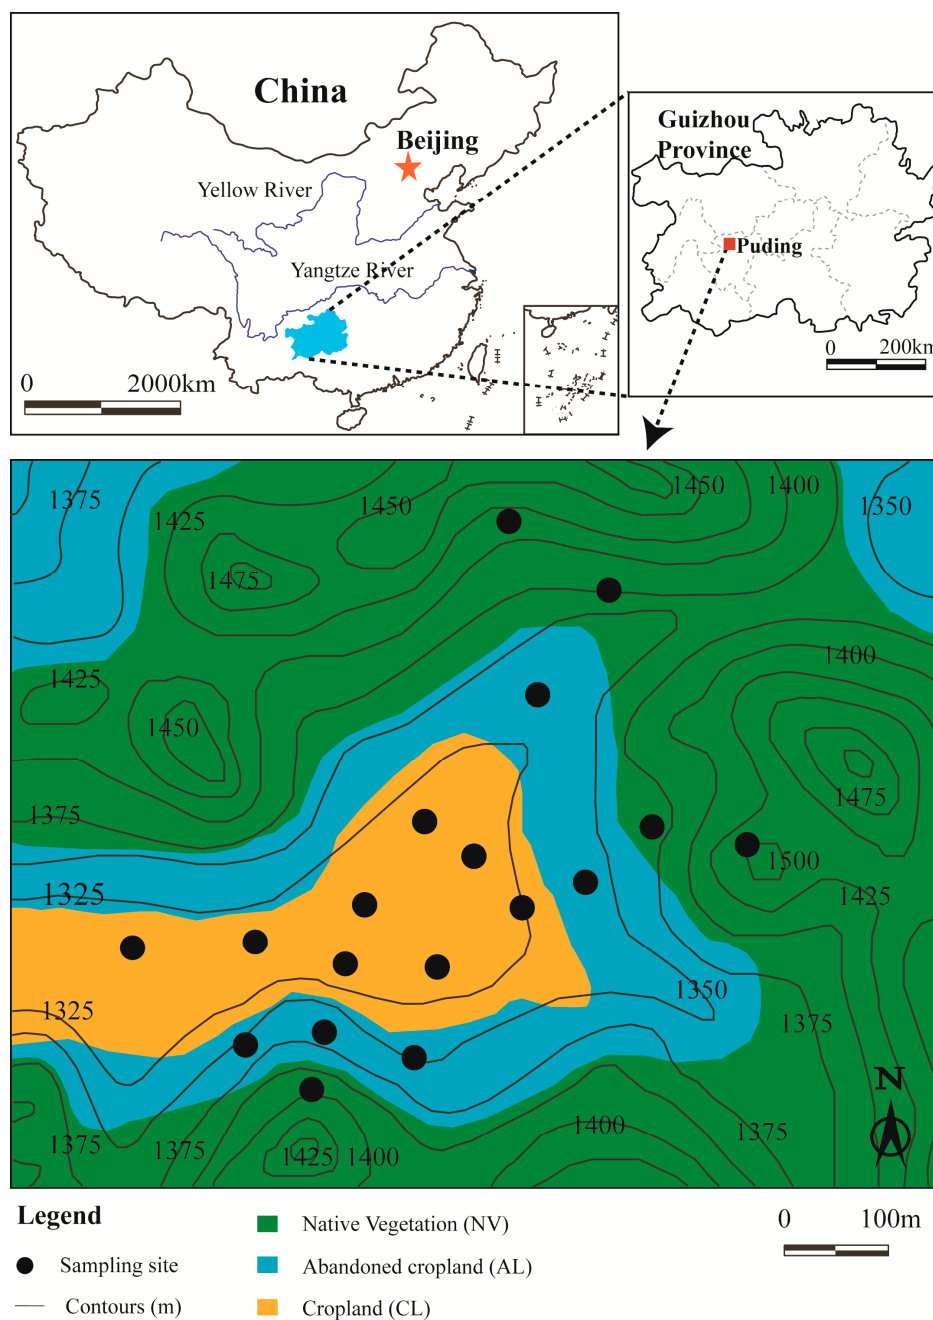 China
Beijing
Yellow River
Yangtze River
0 2000km
Guizhou
Province
Puding
0 200km
1375
1425
1450
1450
1400
1350
1475
1425
1400
1450
1475
1375
1500
1325
1425
1350
1325
1375
N
1375
1375
1425
1400
1400
1375
Legend
Sampling site
Contours (m)
Native Vegetation (NV)
Abandoned cropland (AL)
Cropland (CL)
0 100m